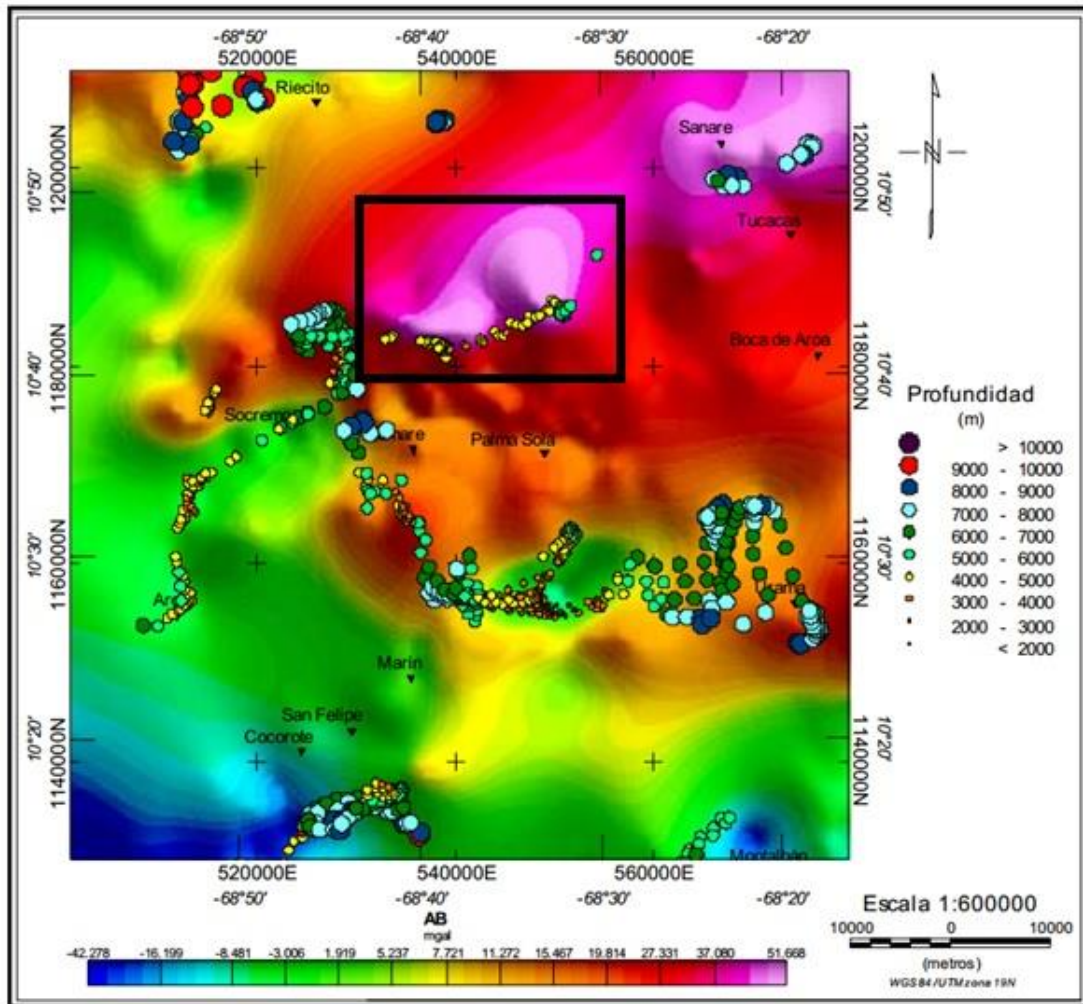 -68°50' -68°40' -68°30' -68°20'
520000E 540000E 560000E
Riecito
Sanare
Tucacas
Boca de Aroa
Palma Sola
Marín
San Felipe
Cocorote
10°50' 1200000N
10°40' 1180000N
10°30' 1160000N
10°20' 1140000N
1200000N 10°50'
1180000N 10°40'
1160000N 10°30'
1140000N 10°20'
Profundidad
(m)
> 10000
9000 - 10000
8000 - 9000
7000 - 8000
6000 - 7000
5000 - 6000
4000 - 5000
3000 - 4000
2000 - 3000
< 2000
520000E 540000E 560000E
-68°50' -68°40' -68°30' -68°20'
AB
mgal
-42.278 -16.199 -8.481 -3.006 1.919 5.237 7.721 11.272 15.467 19.814 27.331 37.080 51.668
Escala 1:600000
10000 0 10000
(metros)
WGS 84 / UTM zone 19N